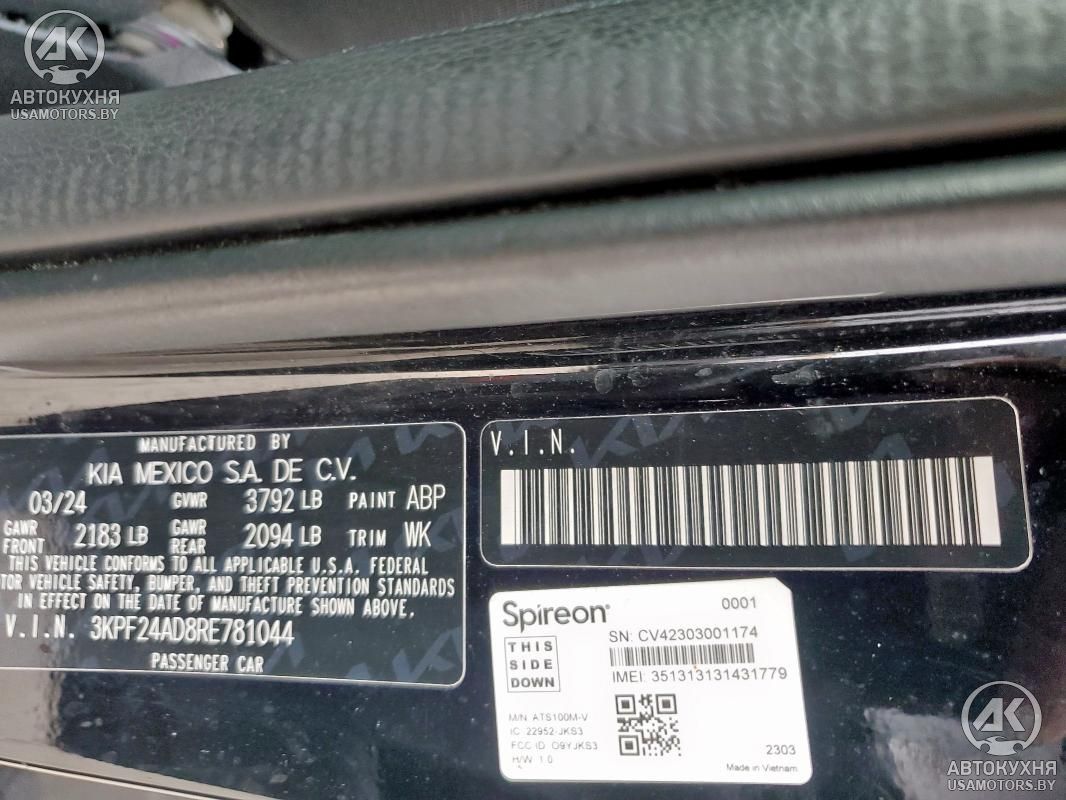 АВТОКУХНЯ
USAMOTORS.BY
MANUFACTURED BY
KIA MEXICO S.A. DE C.V.
03/24 GVWR 3792 LB PAINT ABP
GAWR FRONT 2183 LB GAWR REAR 2094 LB TRIM WK
THIS VEHICLE CONFORMS TO ALL APPLICABLE U.S.A. FEDERAL
TOR VEHICLE SAFETY, BUMPER, AND THEFT PREVENTION STANDARDS
IN EFFECT ON THE DATE OF MANUFACTURE SHOWN ABOVE.
V.I.N. 3KPF24AD8RE781044
PASSENGER CAR
V.I.N.
Spireon® 0001
THIS
SIDE
DOWN
SN: CV42303001174
IMEI: 351313131431779
M/N ATS100M-V
IC 22952-JKS3
FCC ID O9YJKS3
H/W 1.0
2303
Made in Vietnam
АВТОКУХНЯ
USAMOTORS.BY